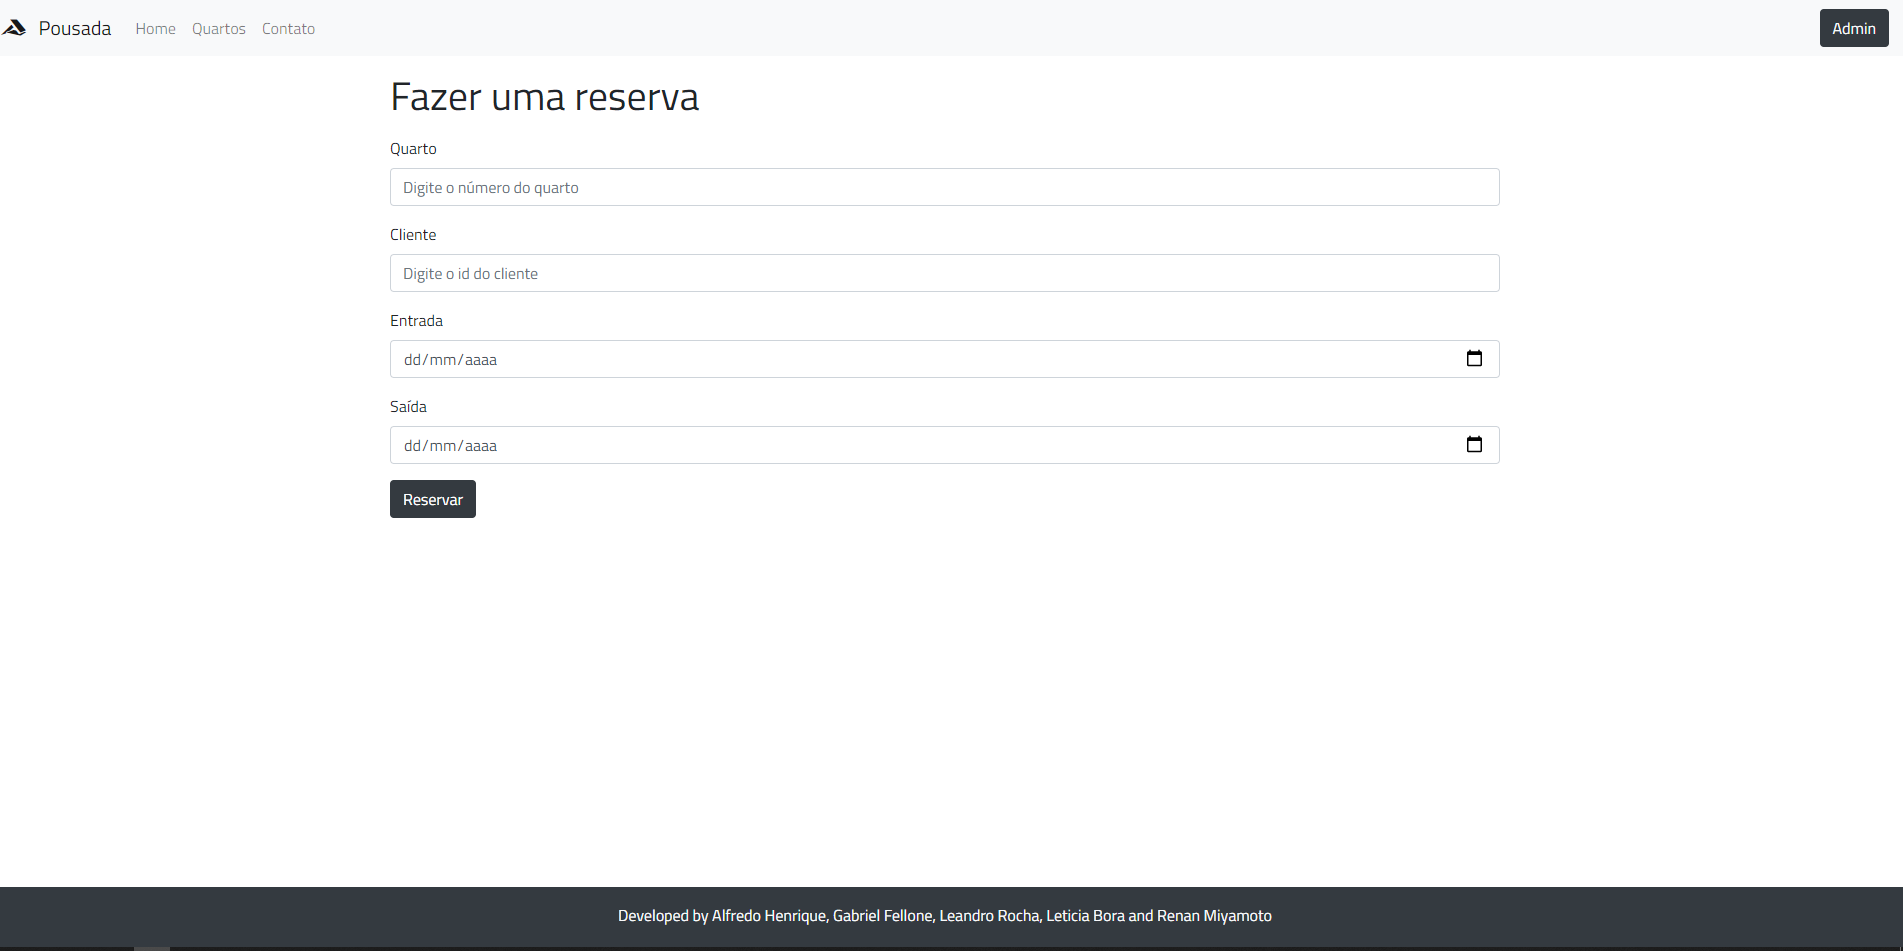 Pousada Home Quartos Contato Admin
Fazer uma reserva
Quarto
Digite o número do quarto
Cliente
Digite o id do cliente
Entrada
dd/mm/aaaa
Saída
dd/mm/aaaa
Reservar
Developed by Alfredo Henrique, Gabriel Fellone, Leandro Rocha, Leticia Bora and Renan Miyamoto